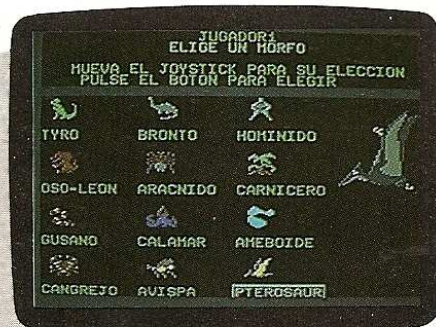 JUGADOR1
ELIGE UN MORFO
MUEVA EL JOYSTICK PARA SU ELECCION
PULSE EL BOTON PARA ELEGIR
TYRO BRONTO HOMINIDO
OSO-LEON ARACNIDO CARNICERO
GUSANO CALAMAR AMEBOIDE
CANGREJO AVISPA PTEROSAUR